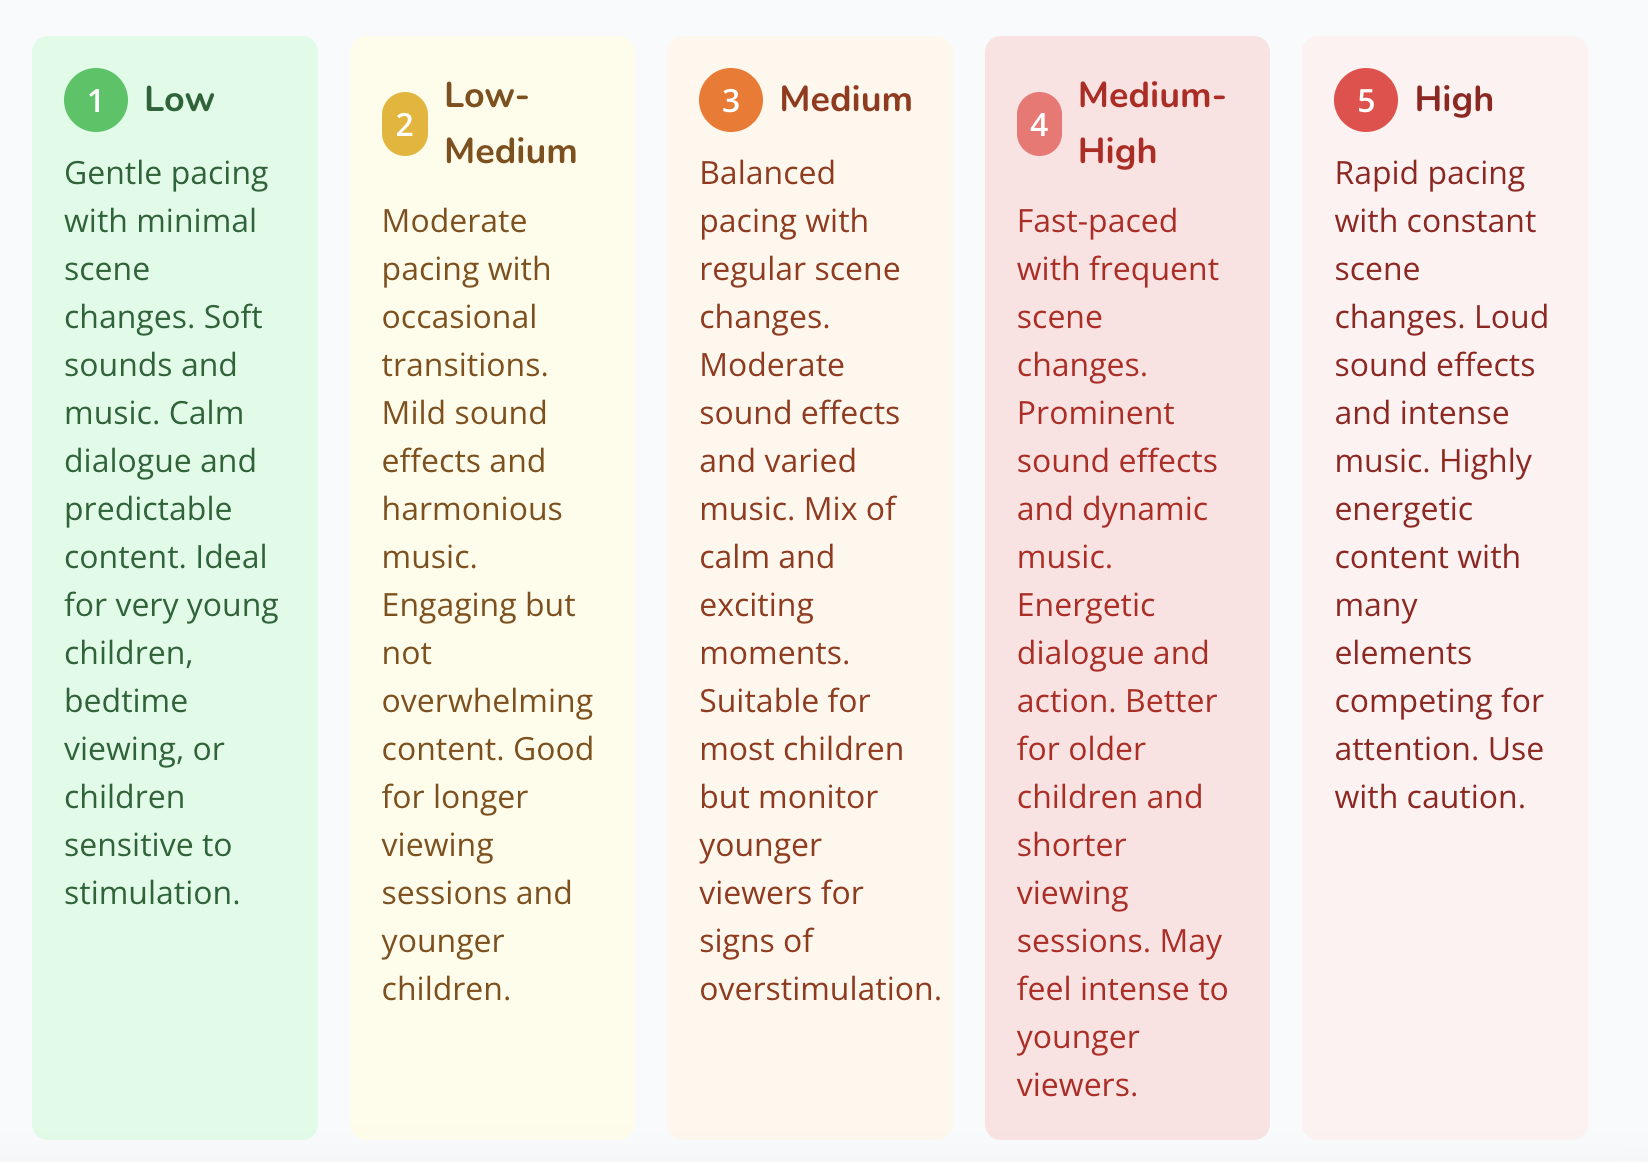 1 Low
Gentle pacing
with minimal
scene
changes. Soft
sounds and
music. Calm
dialogue and
predictable
content. Ideal
for very young
children,
bedtime
viewing, or
children
sensitive to
stimulation.
2 Low-
Medium
Moderate
pacing with
occasional
transitions.
Mild sound
effects and
harmonious
music.
Engaging but
not
overwhelming
content. Good
for longer
viewing
sessions and
younger
children.
3 Medium
Balanced
pacing with
regular scene
changes.
Moderate
sound effects
and varied
music. Mix of
calm and
exciting
moments.
Suitable for
most children
but monitor
younger
viewers for
signs of
overstimulation.
4 Medium-
High
Fast-paced
with frequent
scene
changes.
Prominent
sound effects
and dynamic
music.
Energetic
dialogue and
action. Better
for older
children and
shorter
viewing
sessions. May
feel intense to
younger
viewers.
5 High
Rapid pacing
with constant
scene
changes. Loud
sound effects
and intense
music. Highly
energetic
content with
many
elements
competing for
attention. Use
with caution.